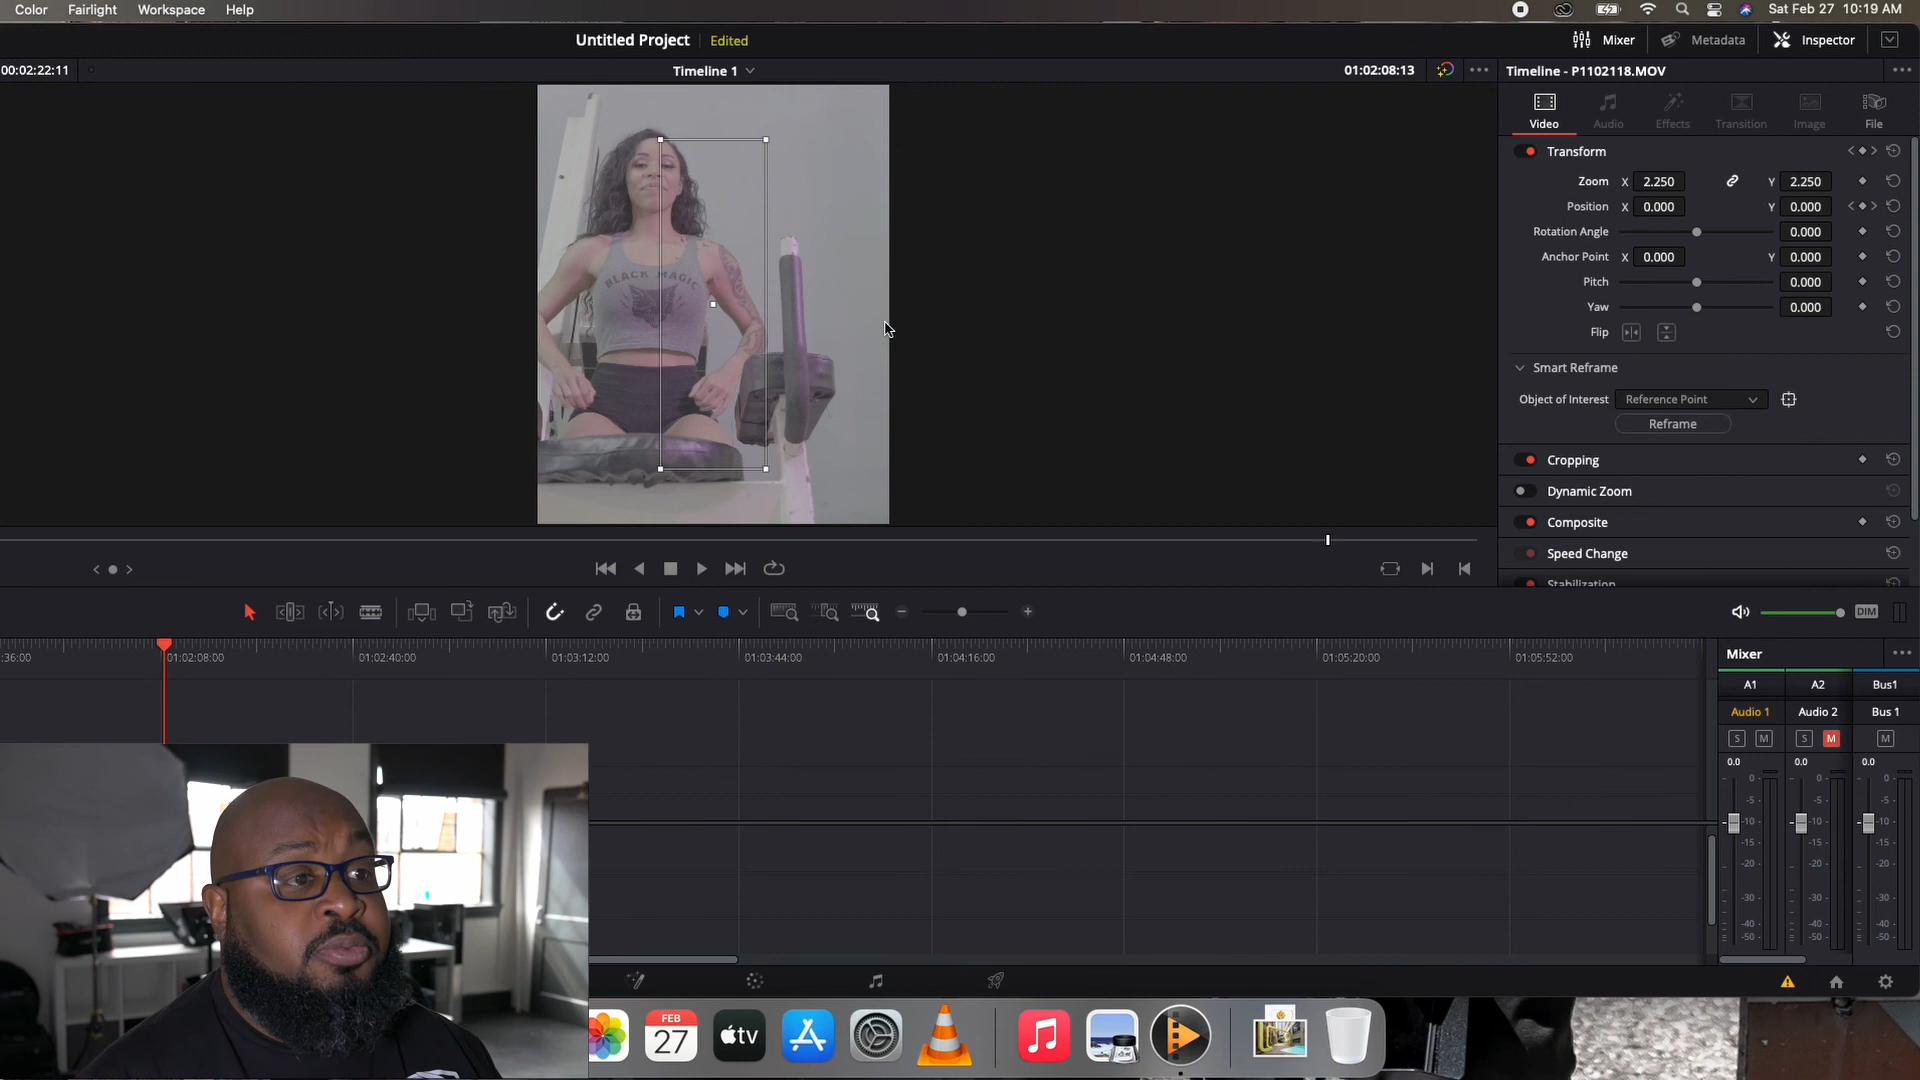 Color Fairlight Workspace Help
Sat Feb 27 10:19 AM
Untitled Project Edited
Mixer Metadata Inspector
00:02:22:11
Timeline 1
01:02:08:13
Timeline - P1102118.MOV
Video Audio Effects Transition Image File
Transform
Zoom X 2.250 Y 2.250
Position X 0.000 Y 0.000
Rotation Angle 0.000
Anchor Point X 0.000 Y 0.000
Pitch 0.000
Yaw 0.000
Flip
Smart Reframe
Object of Interest Reference Point
Reframe
Cropping
Dynamic Zoom
Composite
Speed Change
Stabilization
BLACK MAGIC
DIM
:36:00 01:02:08:00 01:02:40:00 01:03:12:00 01:03:44:00 01:04:16:00 01:04:48:00 01:05:20:00 01:05:52:00
Mixer
A1 A2 Bus1
Audio 1 Audio 2 Bus 1
S M S M M
0.0 0.0 0.0
0 0 0
-5 -5 -5
-10 -10 -10
-15 -15 -15
-20 -20 -20
-30 -30 -30
-40 -40 -40
-50 -50 -50
FEB
27
tv